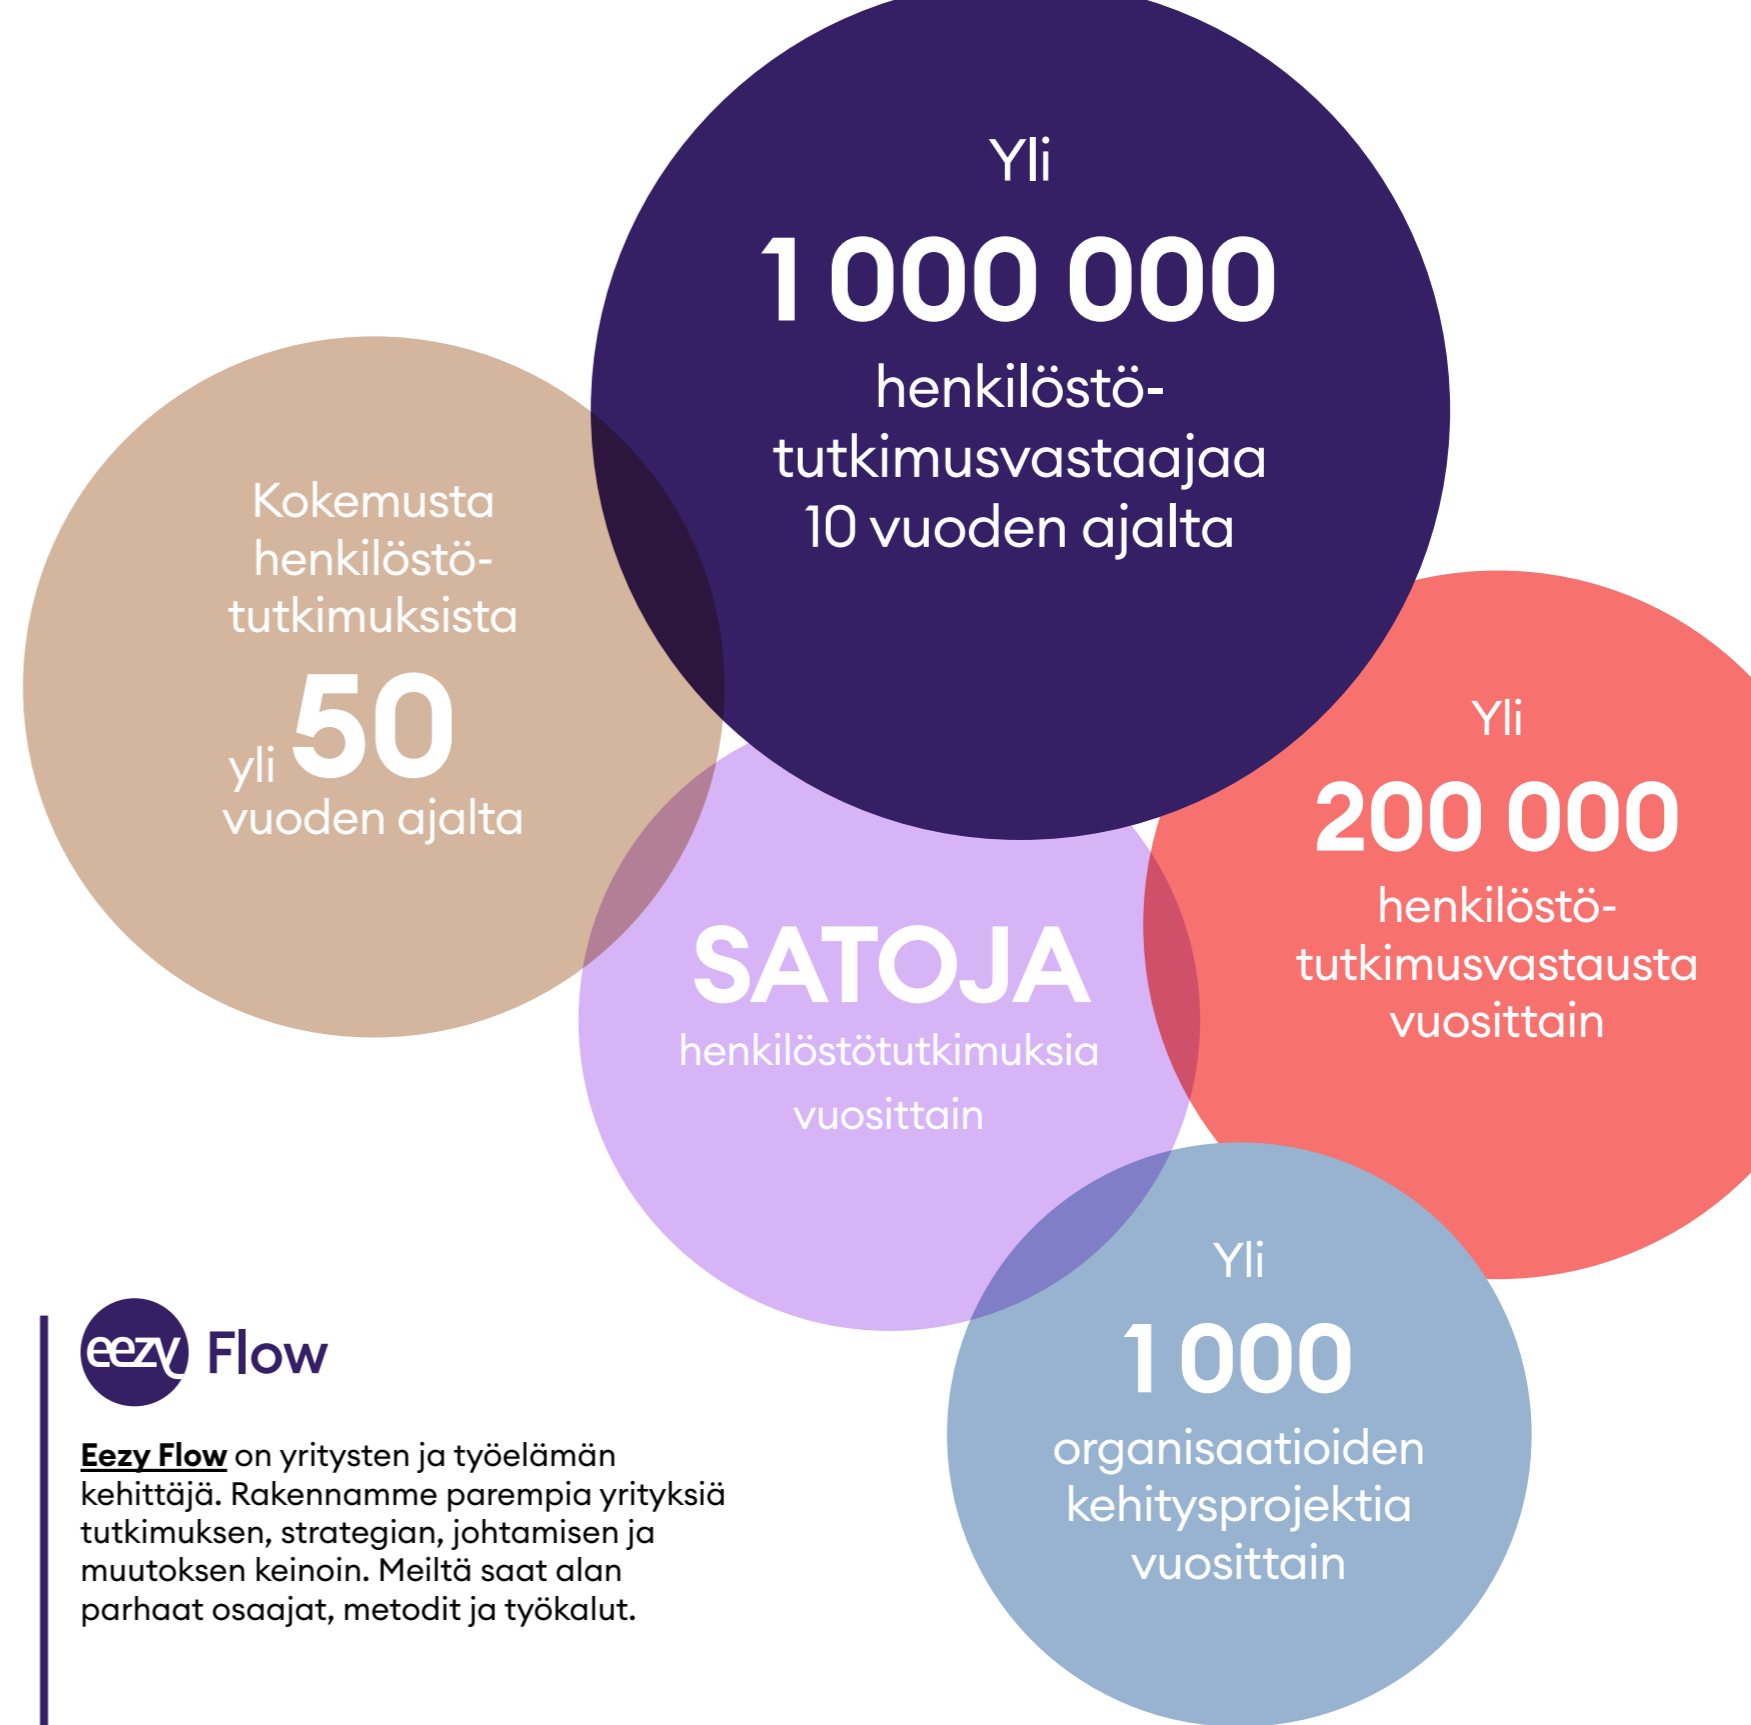 Yli
1 000 000
henkilöstö-
tutkimusvastaajaa
10 vuoden ajalta
Kokemusta
henkilöstö-
tutkimuksista
yli 50
vuoden ajalta
Yli
200 000
henkilöstö-
tutkimusvastausta
vuosittain
SATOJA
henkilöstötutkimuksia
vuosittain
Yli
1 000
organisaatioiden
kehitysprojektia
vuosittain
eezy Flow
Eezy Flow on yritysten ja työelämän
kehittäjä. Rakennamme parempia yrityksiä
tutkimuksen, strategian, johtamisen ja
muutoksen keinoin. Meiltä saat alan
parhaat osaajat, metodit ja työkalut.